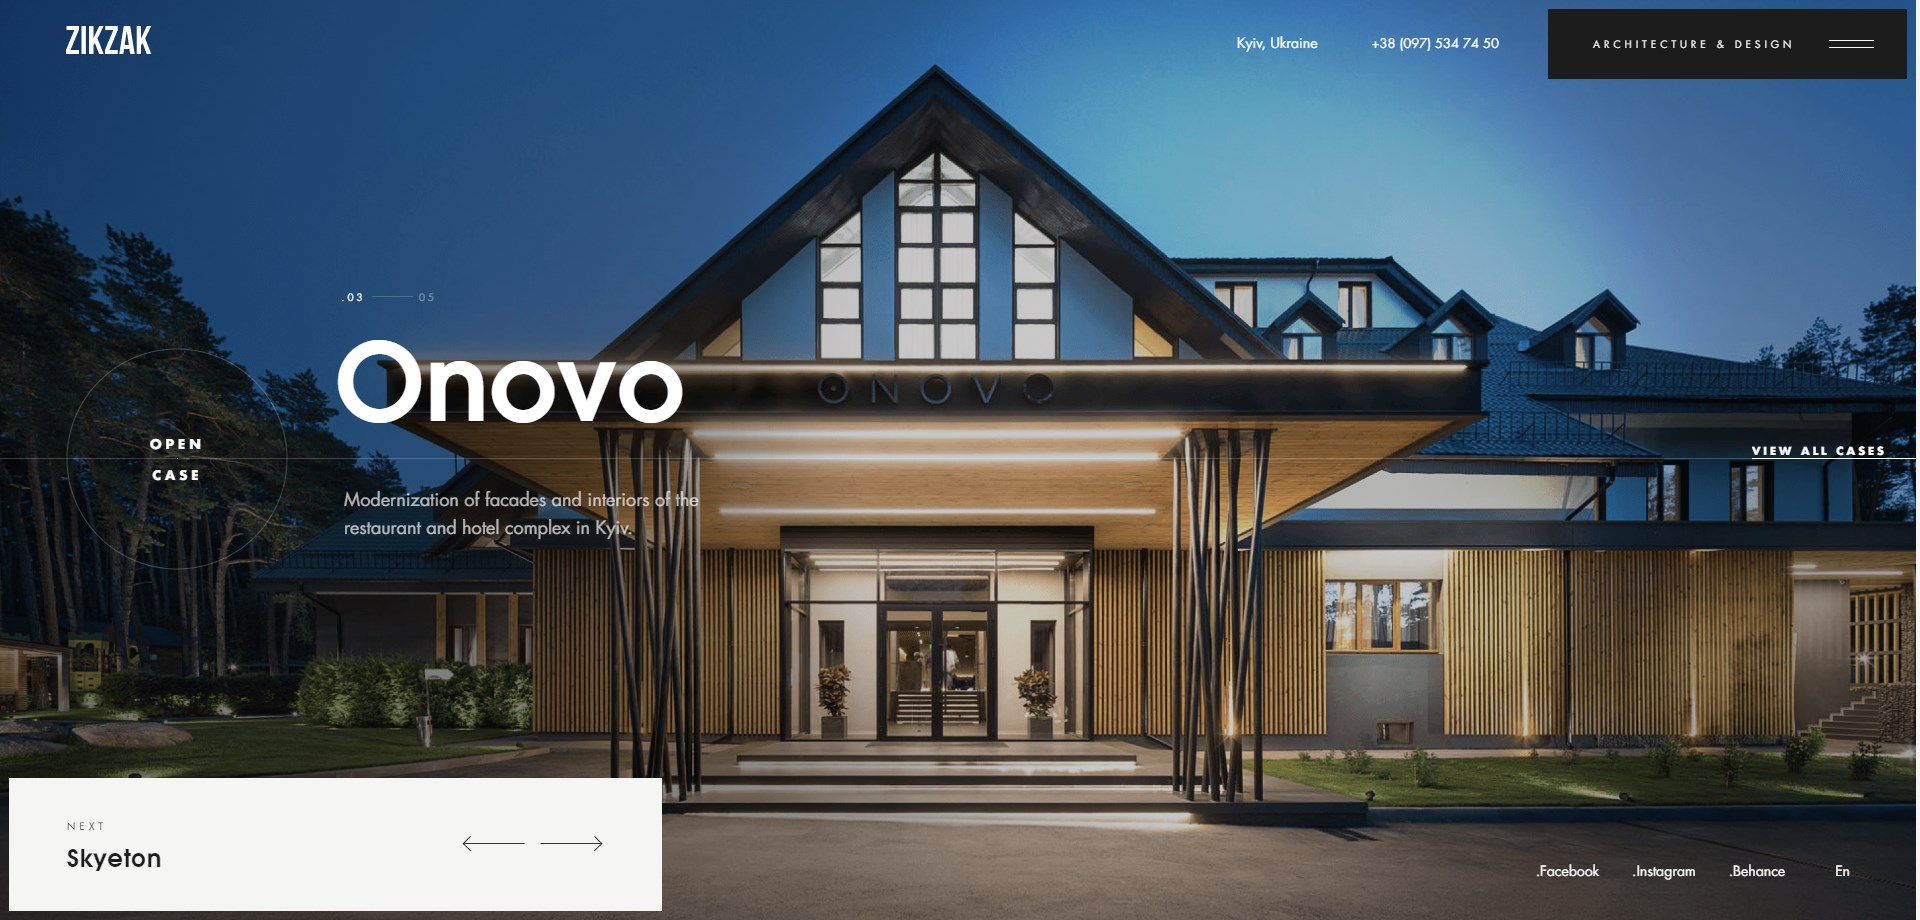 ZIKZAK
Kyiv, Ukraine
+38 (097) 534 74 50
ARCHITECTURE & DESIGN
.03
05
Onovo
ONOVO
OPEN
CASE
VIEW ALL CASES
Modernization of facades and interiors of the
restaurant and hotel complex in Kyiv.
NEXT
Skyeton
.Facebook
.Instagram
.Behance
En